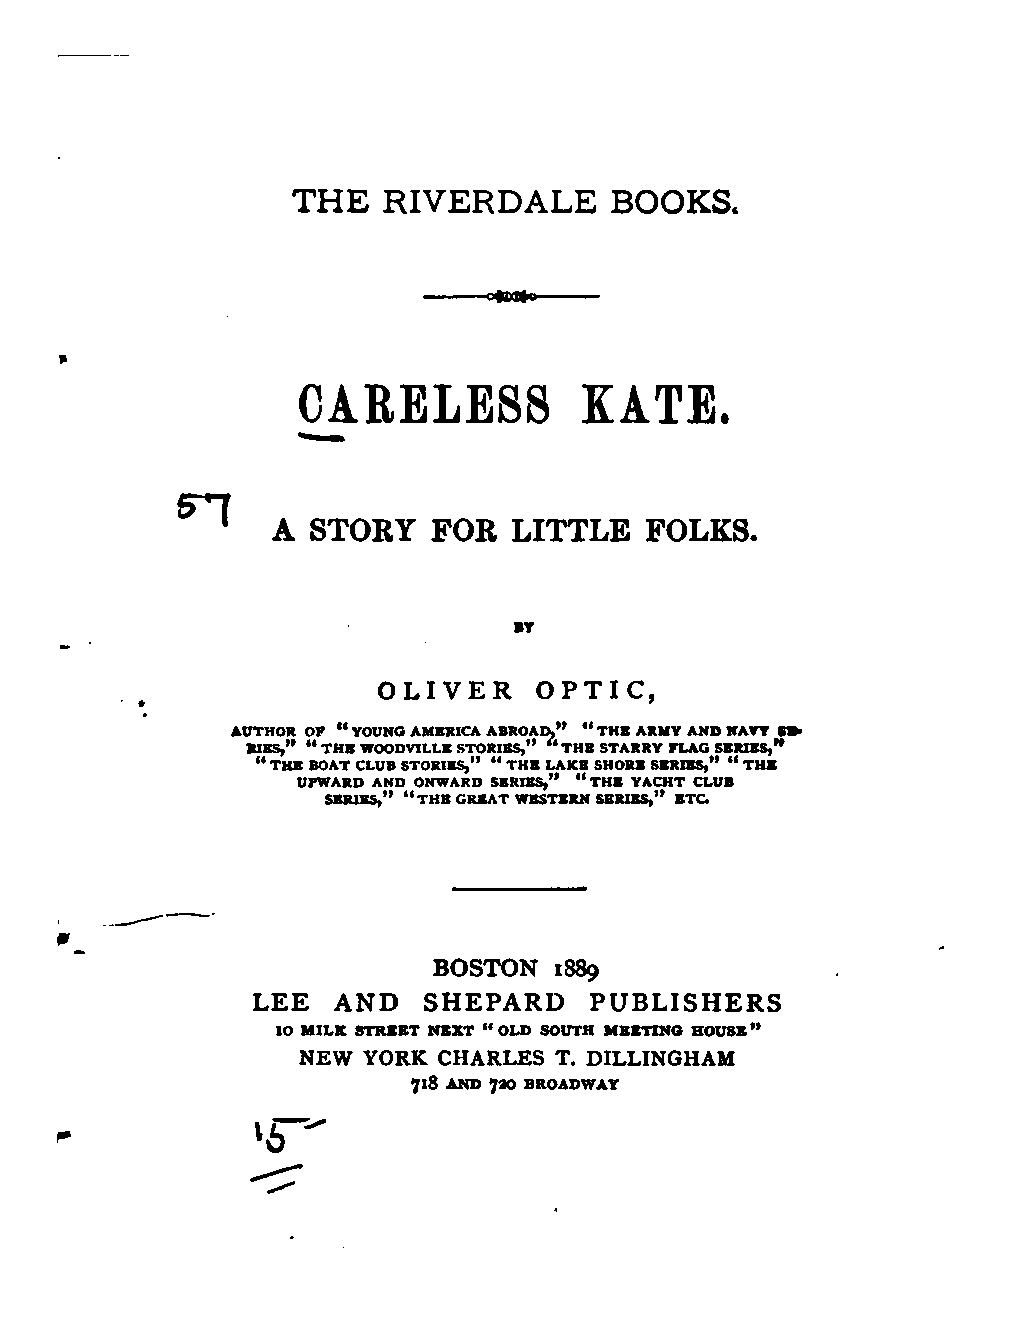 THE RIVERDALE BOOKS.
CARELESS KATE.
57
A STORY FOR LITTLE FOLKS.
BY
OLIVER OPTIC,
AUTHOR OF “YOUNG AMERICA ABROAD,” “THE ARMY AND NAVY SE-
RIES,” “THE WOODVILLE STORIES,” “THE STARRY FLAG SERIES,”
“THE BOAT CLUB STORIES,” “THE LAKE SHORE SERIES,” “THE
UPWARD AND ONWARD SERIES,” “THE YACHT CLUB
SERIES,” “THE GREAT WESTERN SERIES,” ETC.
BOSTON 1889
LEE AND SHEPARD PUBLISHERS
10 MILK STREET NEXT “OLD SOUTH MEETING HOUSE”
NEW YORK CHARLES T. DILLINGHAM
718 AND 720 BROADWAY
15